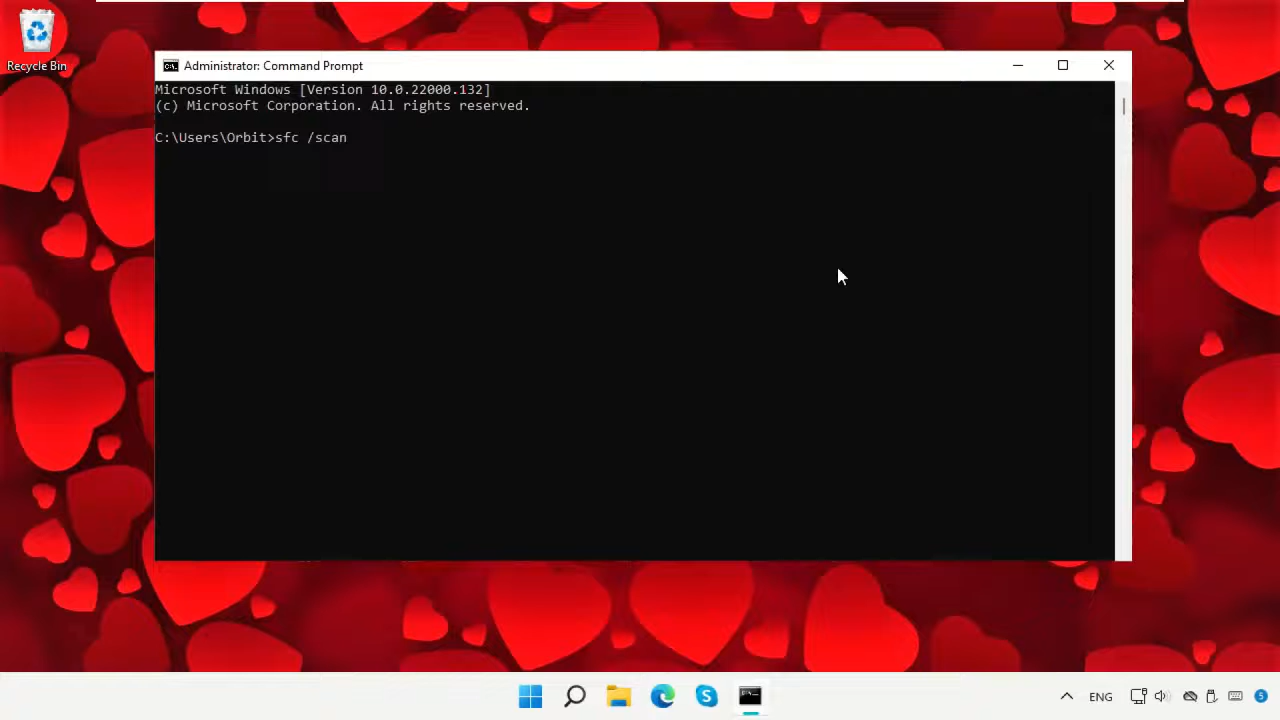 Recycle Bin
Administrator: Command Prompt
Microsoft Windows [Version 10.0.22000.132]
(c) Microsoft Corporation. All rights reserved.
C:\Users\Orbit>sfc /scan
ENG
5